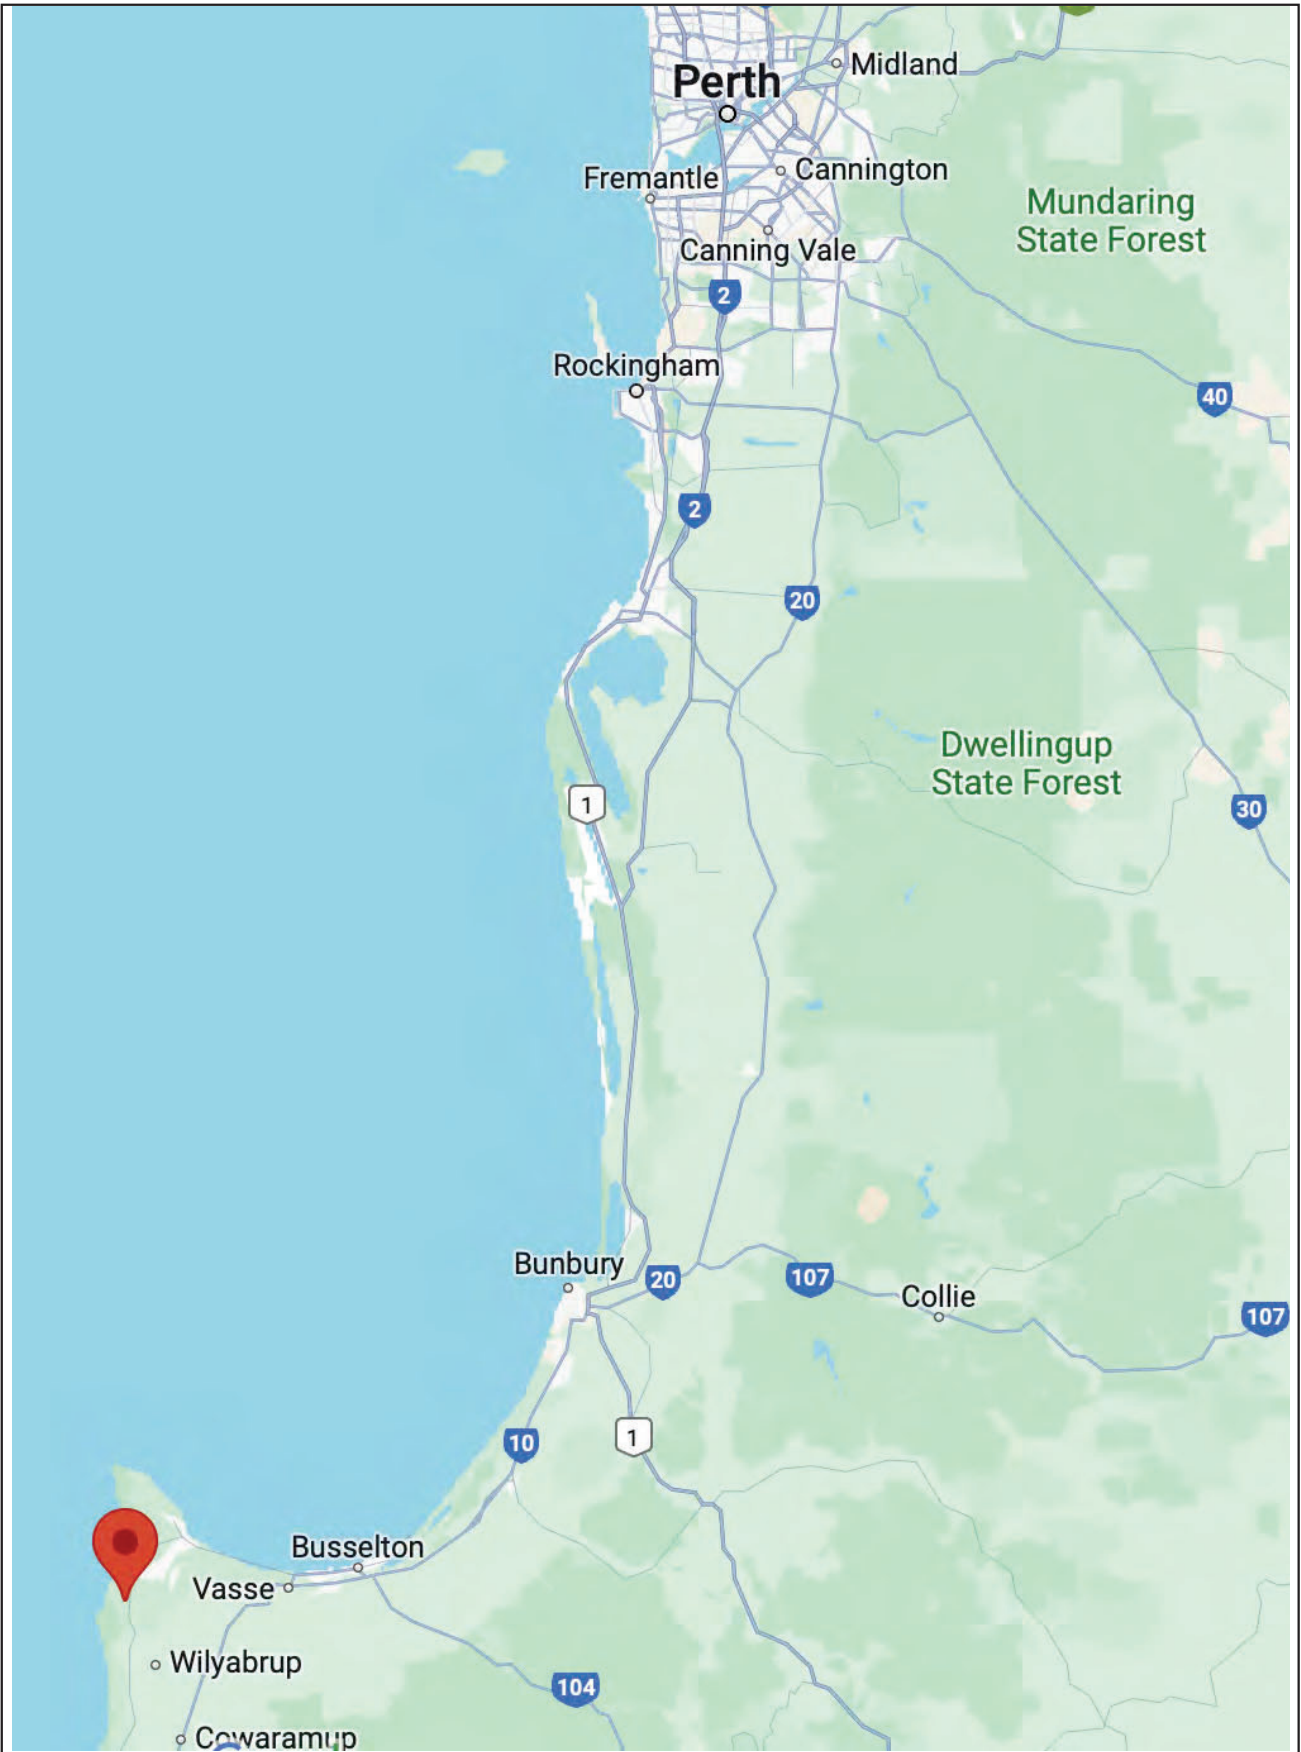 Midland
Perth
Cannington
Fremantle
Mundaring
State Forest
Canning Vale
2
Rockingham
40
2
20
Dwellingup
State Forest
1
30
Bunbury
20
107
Collie
107
10
1
Busselton
Vasse
Wilyabrup
104
Cowaramup